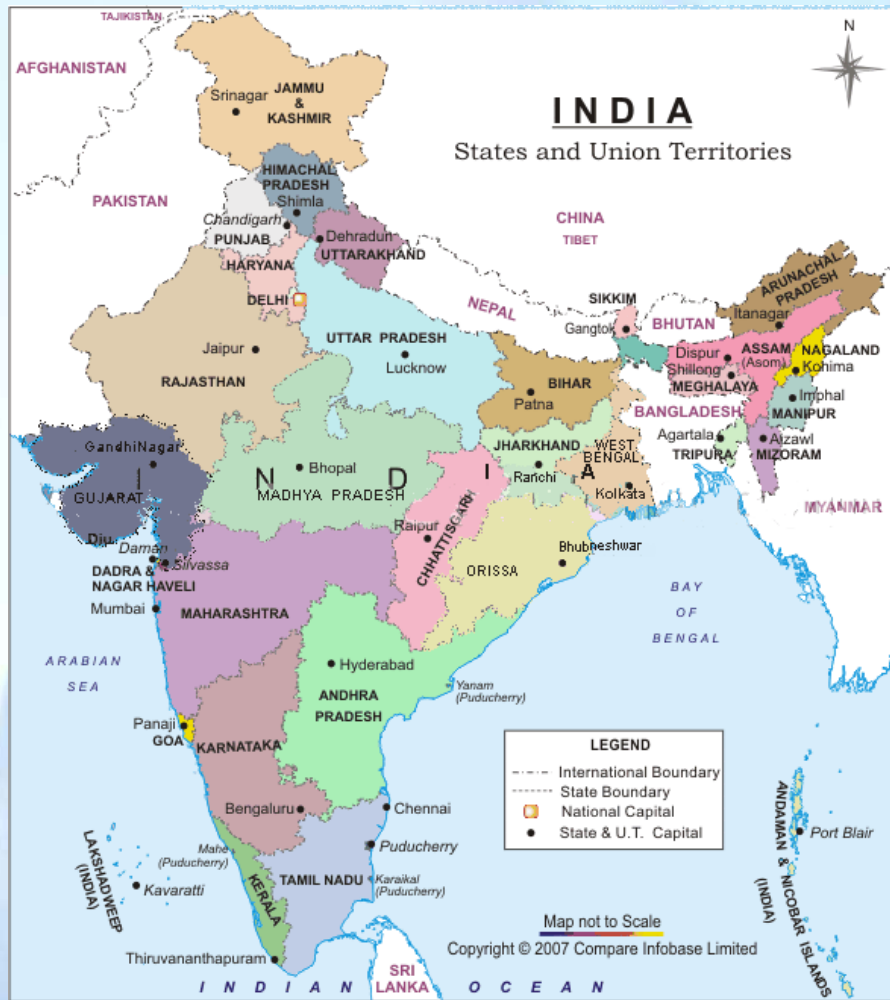 TAJIKISTAN
AFGHANISTAN
N
JAMMU
&
KASHMIR
Srinagar
INDIA
States and Union Territories
HIMACHAL
PRADESH
Shimla
PAKISTAN
Chandigarh
PUNJAB
CHINA
TIBET
Dehradun
UTTARAKHAND
HARYANA
DELHI
ARUNACHAL
PRADESH
NEPAL
SIKKIM
Gangtok
BHUTAN
Itanagar
UTTAR PRADESH
Lucknow
Jaipur
RAJASTHAN
Dispur
ASSAM
(Asom)
NAGALAND
Kohima
Shillong
MEGHALAYA
BIHAR
Patna
Imphal
MANIPUR
BANGLADESH
GandhiNagar
GUJARAT
JHARKHAND
Ranchi
WEST
BENGAL
Kolkata
Agartala
TRIPURA
Aizawl
MIZORAM
I N D I A
Bhopal
MADHYA PRADESH
MYANMAR
Raipur
CHHATTISGARH
Diu
Daman
Silvassa
DADRA &
NAGAR HAVELI
Bhubneshwar
ORISSA
Mumbai
MAHARASHTRA
BAY
OF
BENGAL
ARABIAN
SEA
Hyderabad
ANDHRA
PRADESH
Yanam
(Puducherry)
Panaji
GOA
KARNATAKA
LEGEND
International Boundary
State Boundary
National Capital
State & U.T. Capital
Bengaluru
Chennai
Mahe
(Puducherry)
Puducherry
Karaikal
(Puducherry)
TAMIL NADU
KERALA
LAKSHADWEEP
(INDIA)
Kavaratti
Port Blair
ANDAMAN & NICOBAR ISLANDS
(INDIA)
Map not to Scale
Copyright © 2007 Compare Infobase Limited
Thiruvananthapuram
SRI
LANKA
INDIAN OCEAN